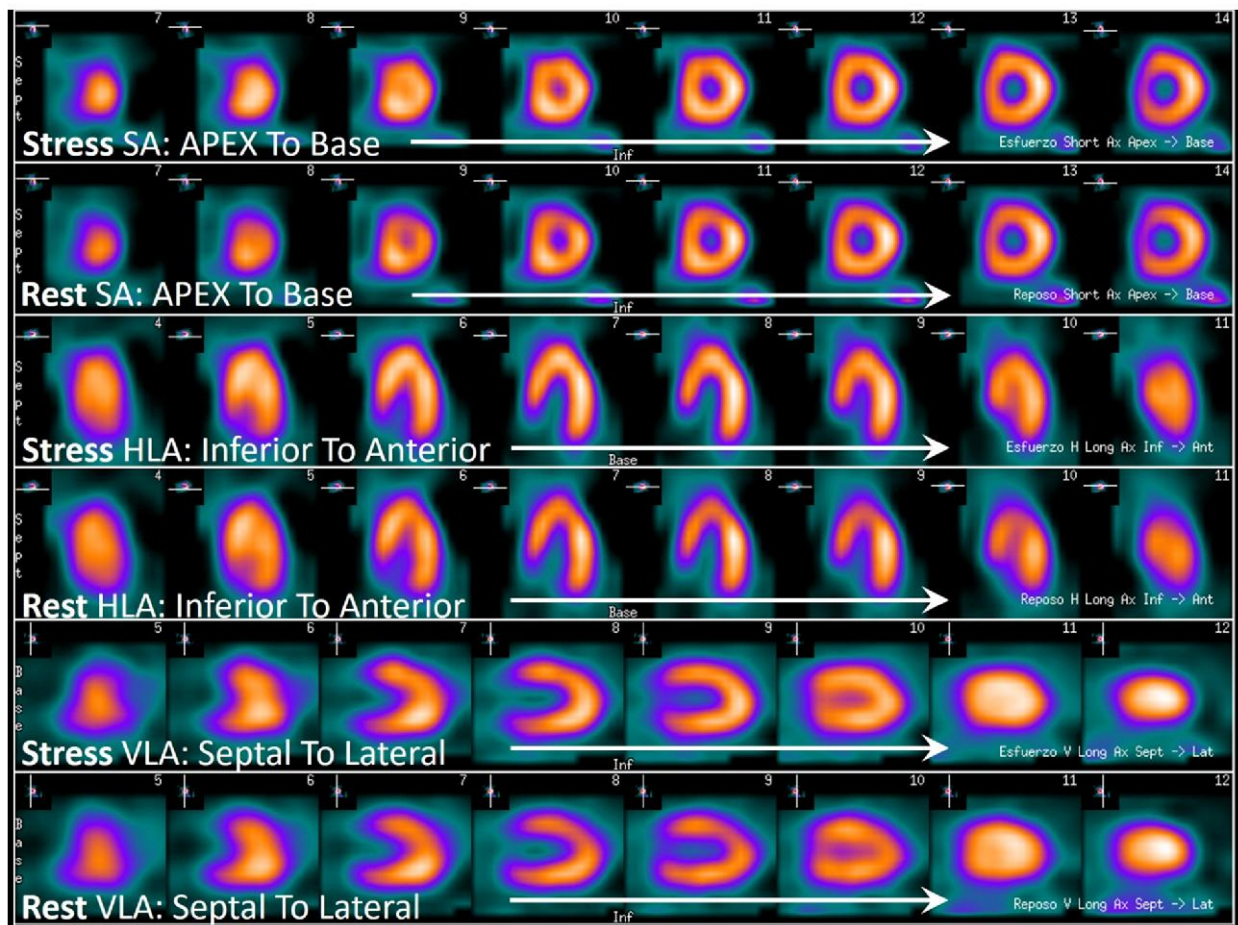 7 8 9 10 11 12 13 14
Sept
Stress SA: APEX To Base
Inf
Esfuerzo Short Ax Apex -> Base
7 8 9 10 11 12 13 14
Sept
Rest SA: APEX To Base
Inf
Reposo Short Ax Apex -> Base
4 5 6 7 8 9 10 11
Sept
Stress HLA: Inferior To Anterior
Base
Esfuerzo H Long Ax Inf -> Ant
4 5 6 7 8 9 10 11
Sept
Rest HLA: Inferior To Anterior
Base
Reposo H Long Ax Inf -> Ant
5 6 7 8 9 10 11 12
Base
Stress VLA: Septal To Lateral
Inf
Esfuerzo V Long Ax Sept -> Lat
5 6 7 8 9 10 11 12
Base
Rest VLA: Septal To Lateral
Inf
Reposo V Long Ax Sept -> Lat